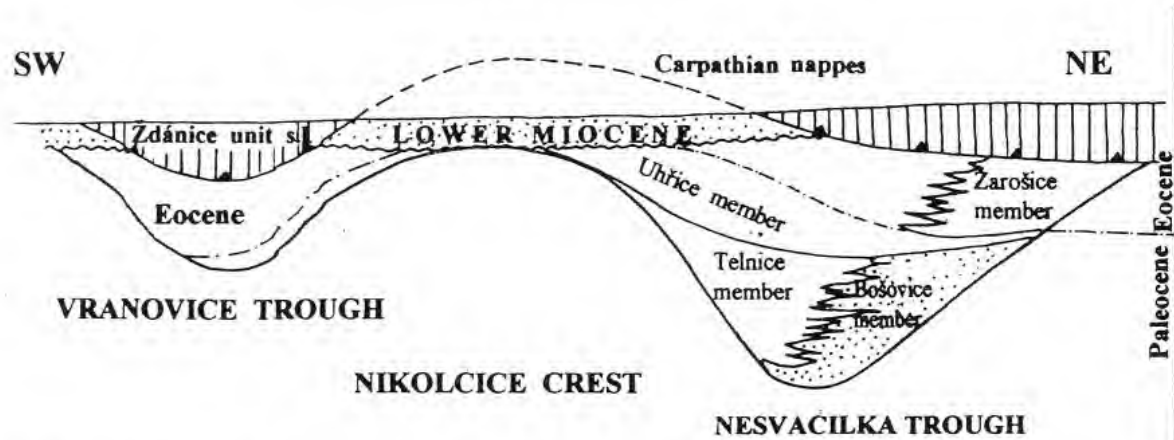 SW
Carpathian nappes
NE
Ždánice unit s.l.
LOWER MIOCENE
Eocene
Uhřice member
Žarošice
member
Telnice
member
Bošovice
member
Paleocene Eocene
VRANOVICE TROUGH
NIKOLCICE CREST
NESVACILKA TROUGH